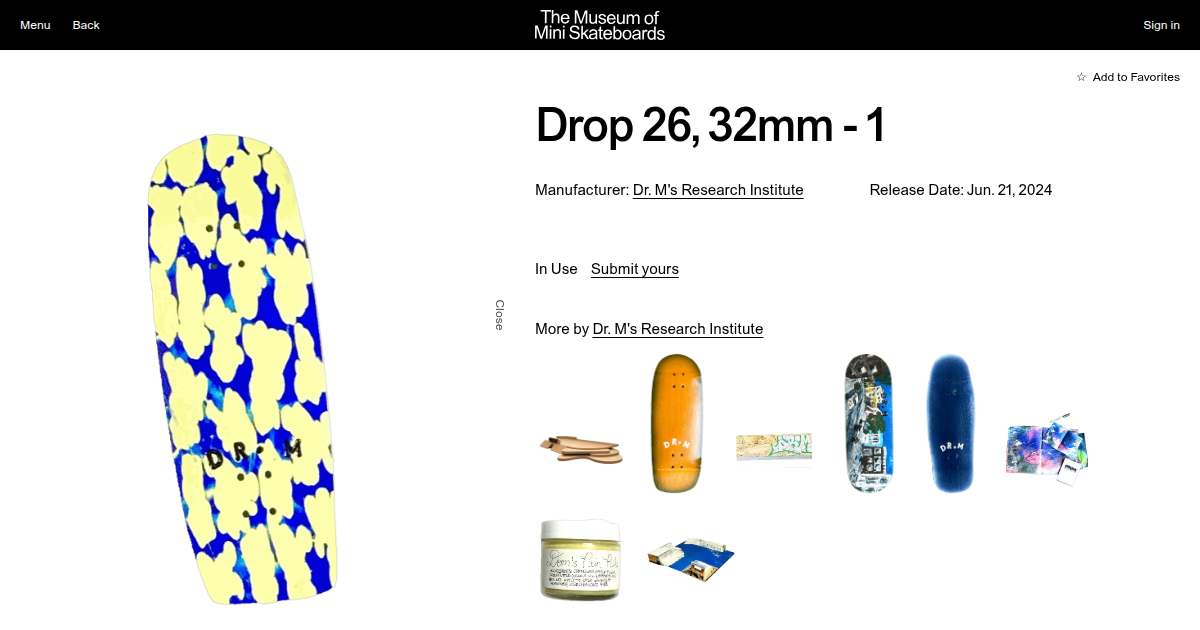 Menu
Back
The Museum of
Mini Skateboards
Sign in
☆ Add to Favorites
Drop 26, 32mm - 1
Manufacturer: Dr. M's Research Institute
Release Date: Jun. 21, 2024
In Use
Submit yours
Close
More by Dr. M's Research Institute
DR•M
DR•M
DR•M